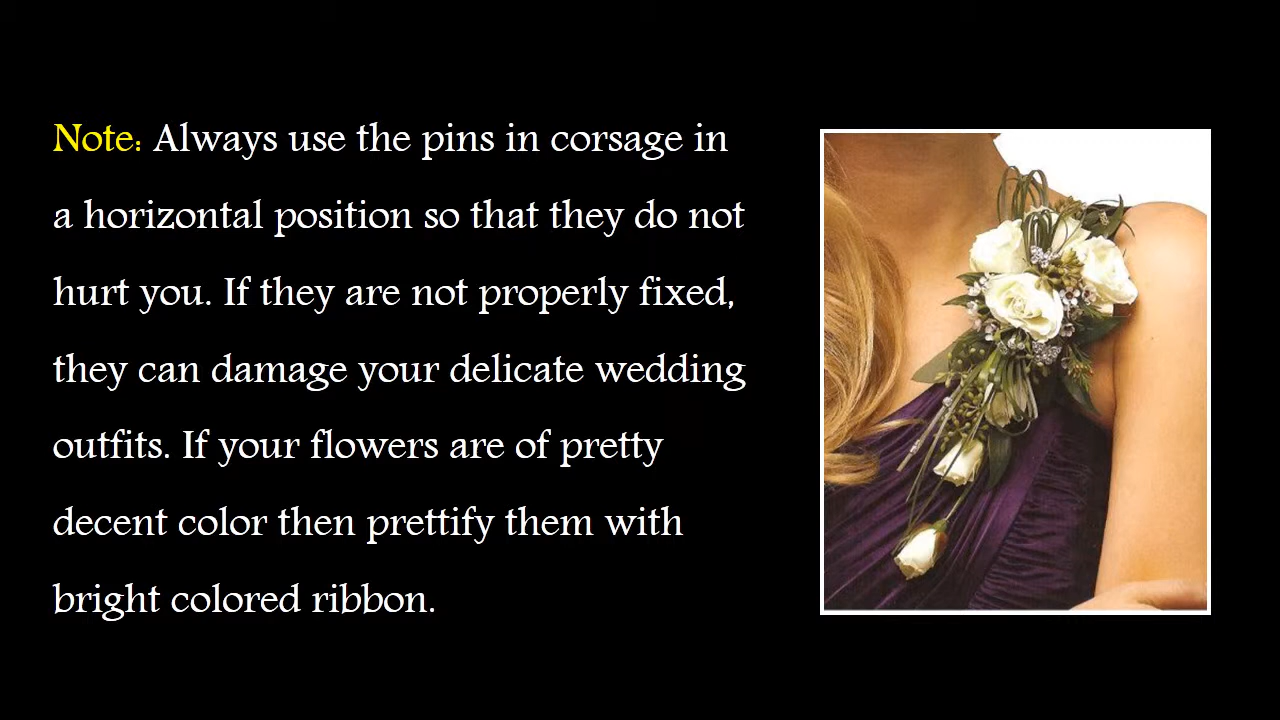 Note: Always use the pins in corsage in
a horizontal position so that they do not
hurt you. If they are not properly fixed,
they can damage your delicate wedding
outfits. If your flowers are of pretty
decent color then prettify them with
bright colored ribbon.